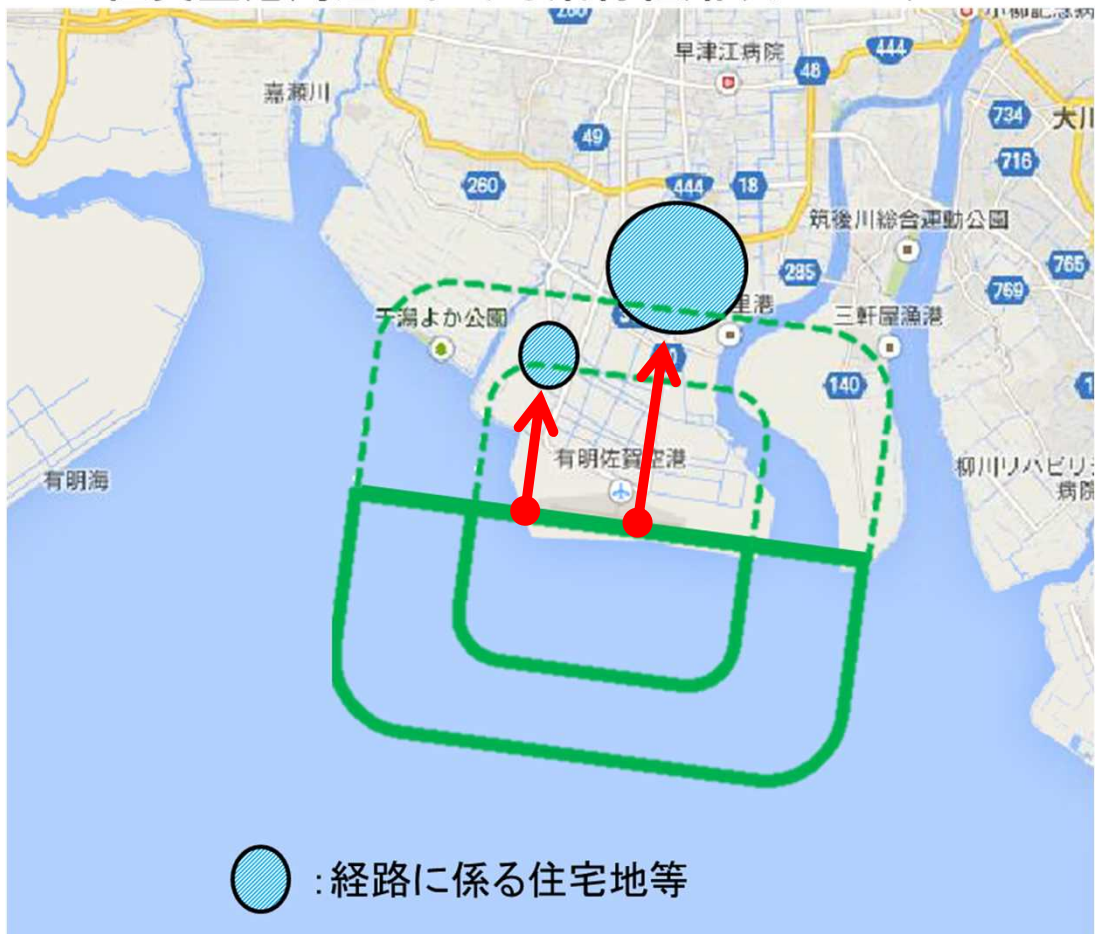 早津江病院
444
48
嘉瀬川
734
大川
49
716
260
444
18
筑後川総合運動公園
765
285
769
干潟よか公園
里港
三軒屋漁港
140
有明佐賀空港
有明海
柳川リハビリ
病院
:経路に係る住宅地等